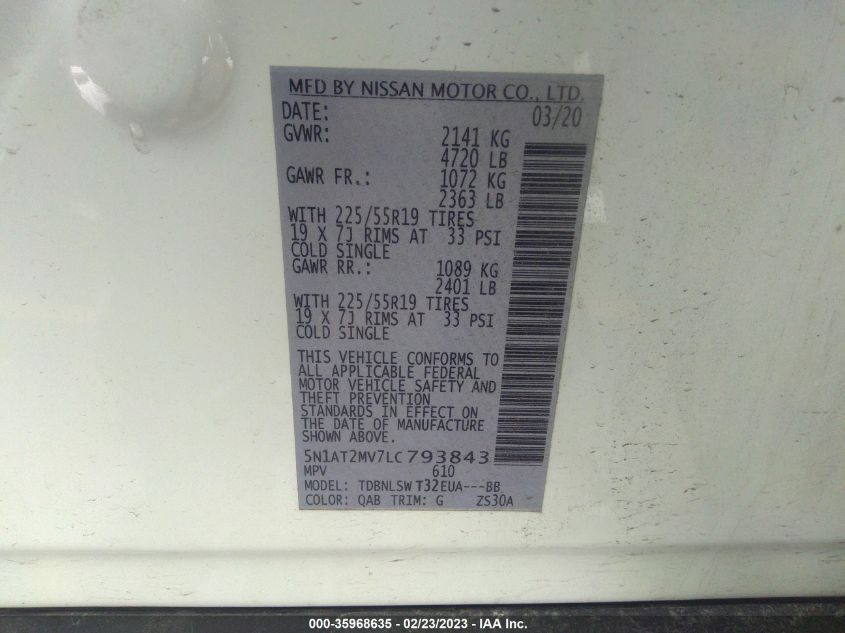 MFD BY NISSAN MOTOR CO., LTD.
DATE: 03/20
GVWR: 2141 KG
4720 LB
GAWR FR.: 1072 KG
2363 LB
WITH 225/55R19 TIRES
19 X 7J RIMS AT 33 PSI
COLD SINGLE
GAWR RR.: 1089 KG
2401 LB
WITH 225/55R19 TIRES
19 X 7J RIMS AT 33 PSI
COLD SINGLE
THIS VEHICLE CONFORMS TO
ALL APPLICABLE FEDERAL
MOTOR VEHICLE SAFETY AND
THEFT PREVENTION
STANDARDS IN EFFECT ON
THE DATE OF MANUFACTURE
SHOWN ABOVE.
5N1AT2MV7LC793843
MPV 610
MODEL: TDBNLSW T32EUA---BB
COLOR: QAB TRIM: G ZS30A
000-35968635 - 02/23/2023 - IAA Inc.